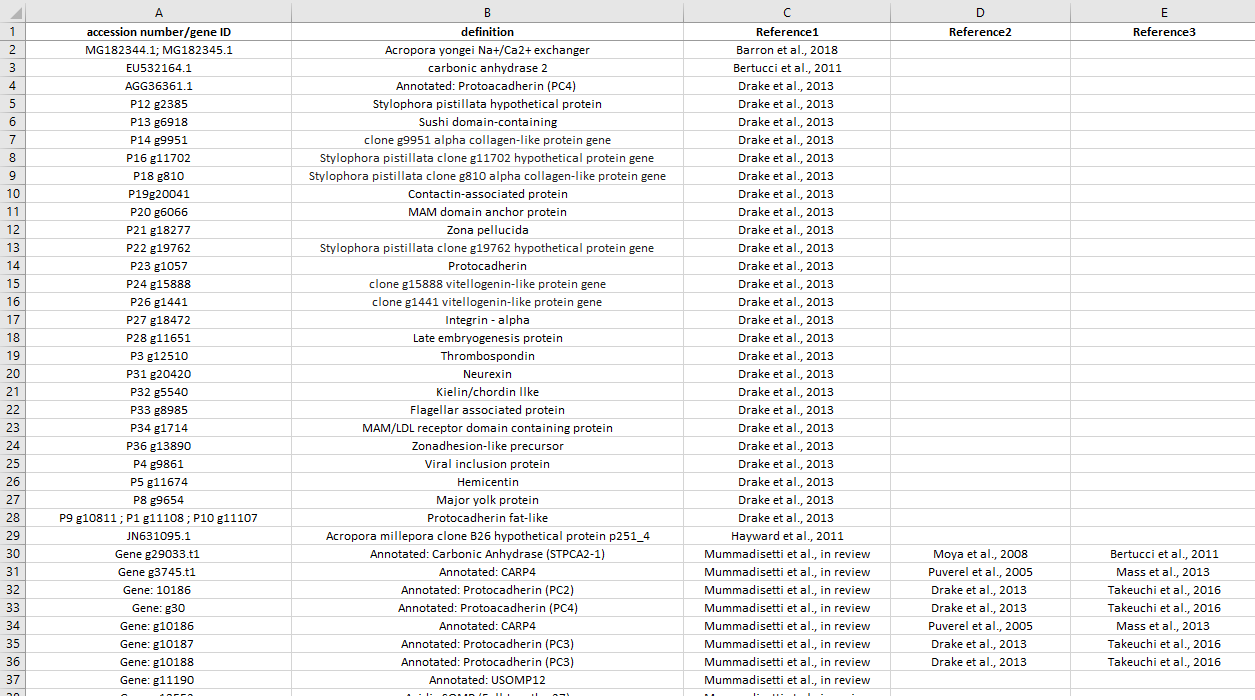 A B C D E
1 accession number/gene ID definition Reference1 Reference2 Reference3
2 MG182344.1; MG182345.1 Acropora yongei Na+/Ca2+ exchanger Barron et al., 2018
3 EU532164.1 carbonic anhydrase 2 Bertucci et al., 2011
4 AGG36361.1 Annotated: Protoacadherin (PC4) Drake et al., 2013
5 P12 g2385 Stylophora pistillata hypothetical protein Drake et al., 2013
6 P13 g6918 Sushi domain-containing Drake et al., 2013
7 P14 g9951 clone g9951 alpha collagen-like protein gene Drake et al., 2013
8 P16 g11702 Stylophora pistillata clone g11702 hypothetical protein gene Drake et al., 2013
9 P18 g810 Stylophora pistillata clone g810 alpha collagen-like protein gene Drake et al., 2013
10 P19g20041 Contactin-associated protein Drake et al., 2013
11 P20 g6066 MAM domain anchor protein Drake et al., 2013
12 P21 g18277 Zona pellucida Drake et al., 2013
13 P22 g19762 Stylophora pistillata clone g19762 hypothetical protein gene Drake et al., 2013
14 P23 g1057 Protocadherin Drake et al., 2013
15 P24 g15888 clone g15888 vitellogenin-like protein gene Drake et al., 2013
16 P26 g1441 clone g1441 vitellogenin-like protein gene Drake et al., 2013
17 P27 g18472 Integrin - alpha Drake et al., 2013
18 P28 g11651 Late embryogenesis protein Drake et al., 2013
19 P3 g12510 Thrombospondin Drake et al., 2013
20 P31 g20420 Neurexin Drake et al., 2013
21 P32 g5540 Kielin/chordin llke Drake et al., 2013
22 P33 g8985 Flagellar associated protein Drake et al., 2013
23 P34 g1714 MAM/LDL receptor domain containing protein Drake et al., 2013
24 P36 g13890 Zonadhesion-like precursor Drake et al., 2013
25 P4 g9861 Viral inclusion protein Drake et al., 2013
26 P5 g11674 Hemicentin Drake et al., 2013
27 P8 g9654 Major yolk protein Drake et al., 2013
28 P9 g10811 ; P1 g11108 ; P10 g11107 Protocadherin fat-like Drake et al., 2013
29 JN631095.1 Acropora millepora clone B26 hypothetical protein p251_4 Hayward et al., 2011
30 Gene g29033.t1 Annotated: Carbonic Anhydrase (STPCA2-1) Mummadisetti et al., in review Moya et al., 2008 Bertucci et al., 2011
31 Gene g3745.t1 Annotated: CARP4 Mummadisetti et al., in review Puverel et al., 2005 Mass et al., 2013
32 Gene: 10186 Annotated: Protocadherin (PC2) Mummadisetti et al., in review Drake et al., 2013 Takeuchi et al., 2016
33 Gene: g30 Annotated: Protoacadherin (PC4) Mummadisetti et al., in review Drake et al., 2013 Takeuchi et al., 2016
34 Gene: g10186 Annotated: CARP4 Mummadisetti et al., in review Puverel et al., 2005 Mass et al., 2013
35 Gene: g10187 Annotated: Protocadherin (PC3) Mummadisetti et al., in review Drake et al., 2013 Takeuchi et al., 2016
36 Gene: g10188 Annotated: Protocadherin (PC3) Mummadisetti et al., in review Drake et al., 2013 Takeuchi et al., 2016
37 Gene: g11190 Annotated: USOMP12 Mummadisetti et al., in review